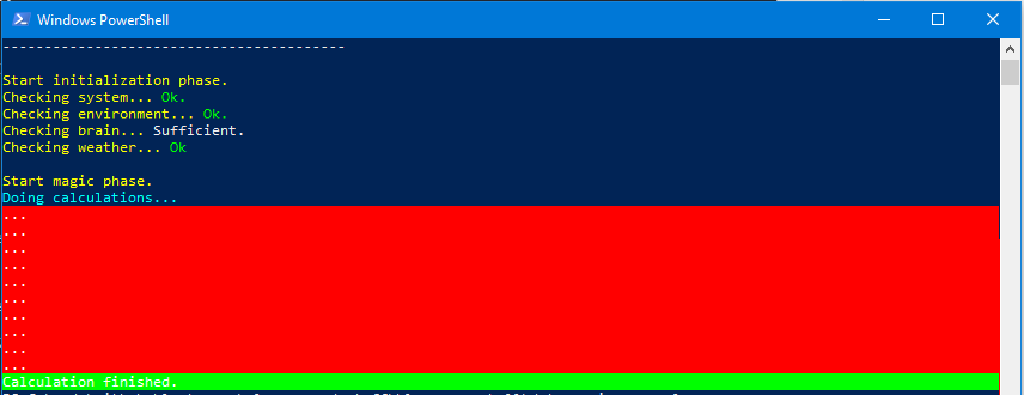 Windows PowerShell
-----------------------------------------
Start initialization phase.
Checking system... Ok.
Checking environment... Ok.
Checking brain... Sufficient.
Checking weather... Ok
Start magic phase.
Doing calculations...
...
...
...
...
...
...
...
...
...
...
Calculation finished.